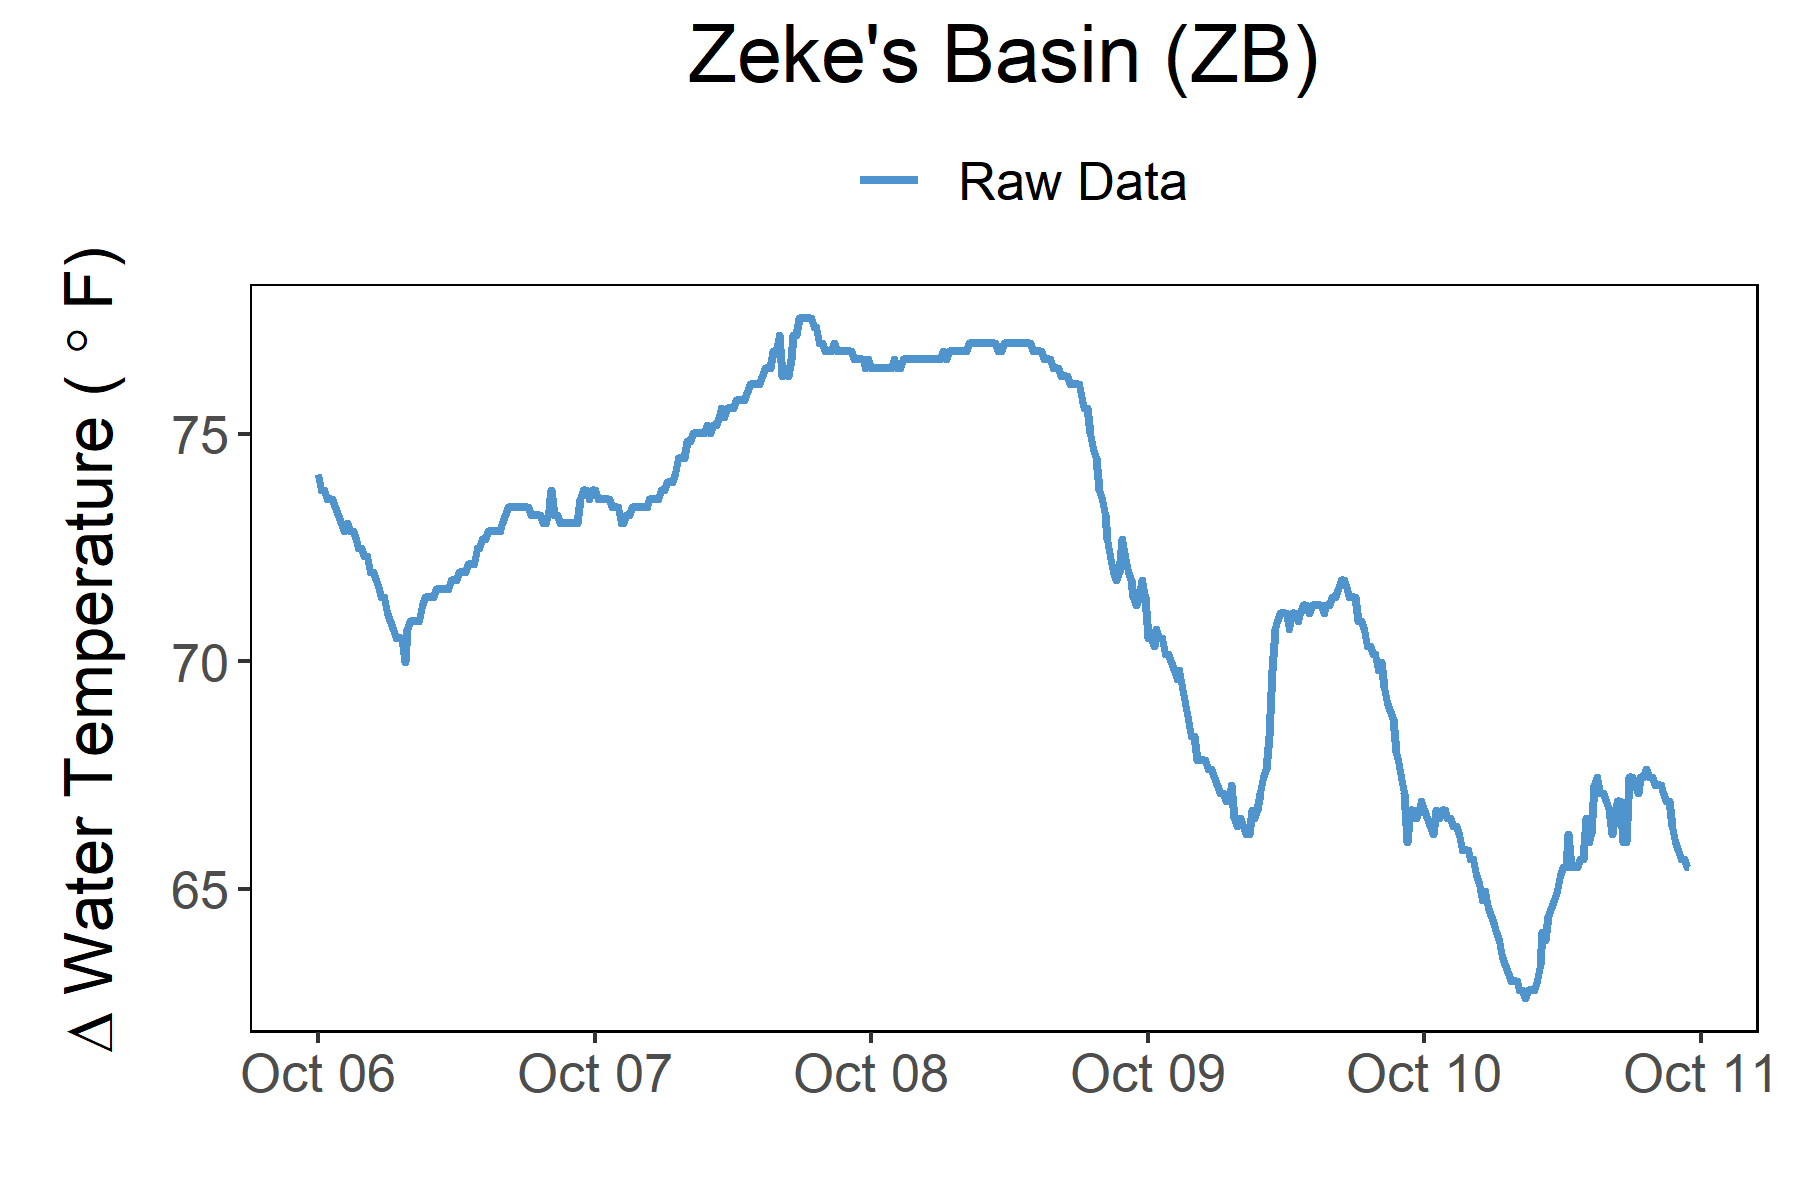 Zeke's Basin (ZB)
Raw Data
Δ Water Temperature ( ° F)
75
70
65
Oct 06
Oct 07
Oct 08
Oct 09
Oct 10
Oct 11